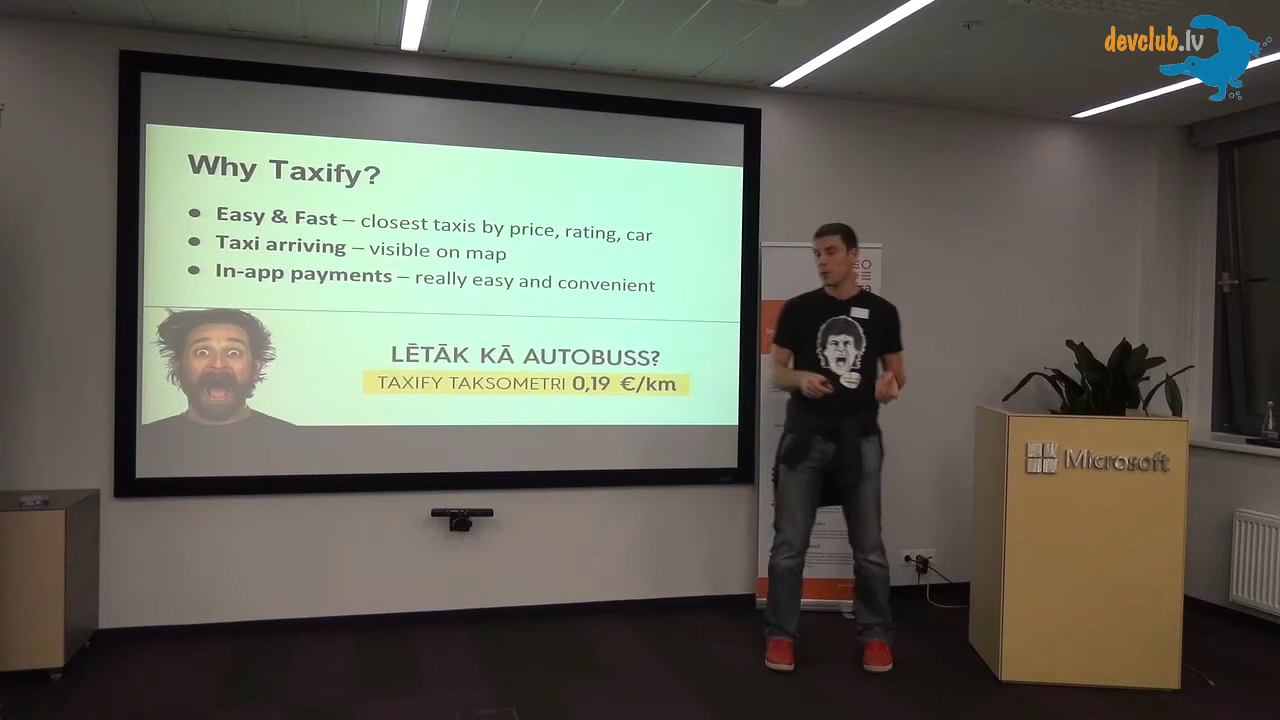 devclub.lv
Why Taxify?
● Easy & Fast – closest taxis by price, rating, car
● Taxi arriving – visible on map
● In-app payments – really easy and convenient
LĒTĀK KĀ AUTOBUSS?
TAXIFY TAKSOMETRI 0,19 €/km
Microsoft